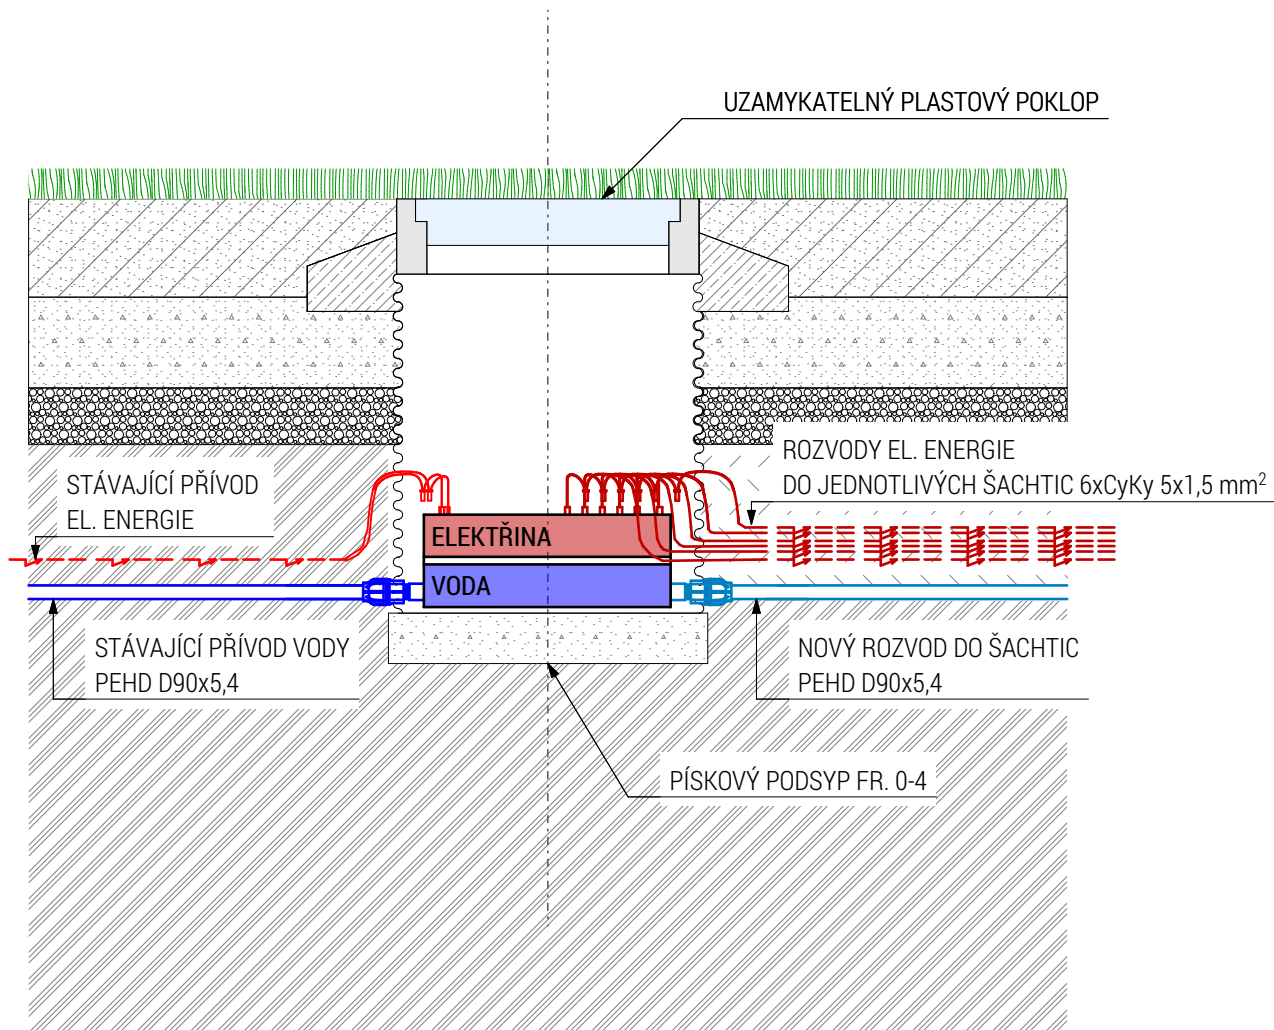 UZAMYKATELNÝ PLASTOVÝ POKLOP
STÁVAJÍCÍ PŘÍVOD
EL. ENERGIE
ROZVODY EL. ENERGIE
DO JEDNOTLIVÝCH ŠACHTIC 6xCyKy 5x1,5 mm²
ELEKTŘINA
VODA
STÁVAJÍCÍ PŘÍVOD VODY
PEHD D90x5,4
NOVÝ ROZVOD DO ŠACHTIC
PEHD D90x5,4
PÍSKOVÝ PODSYP FR. 0-4